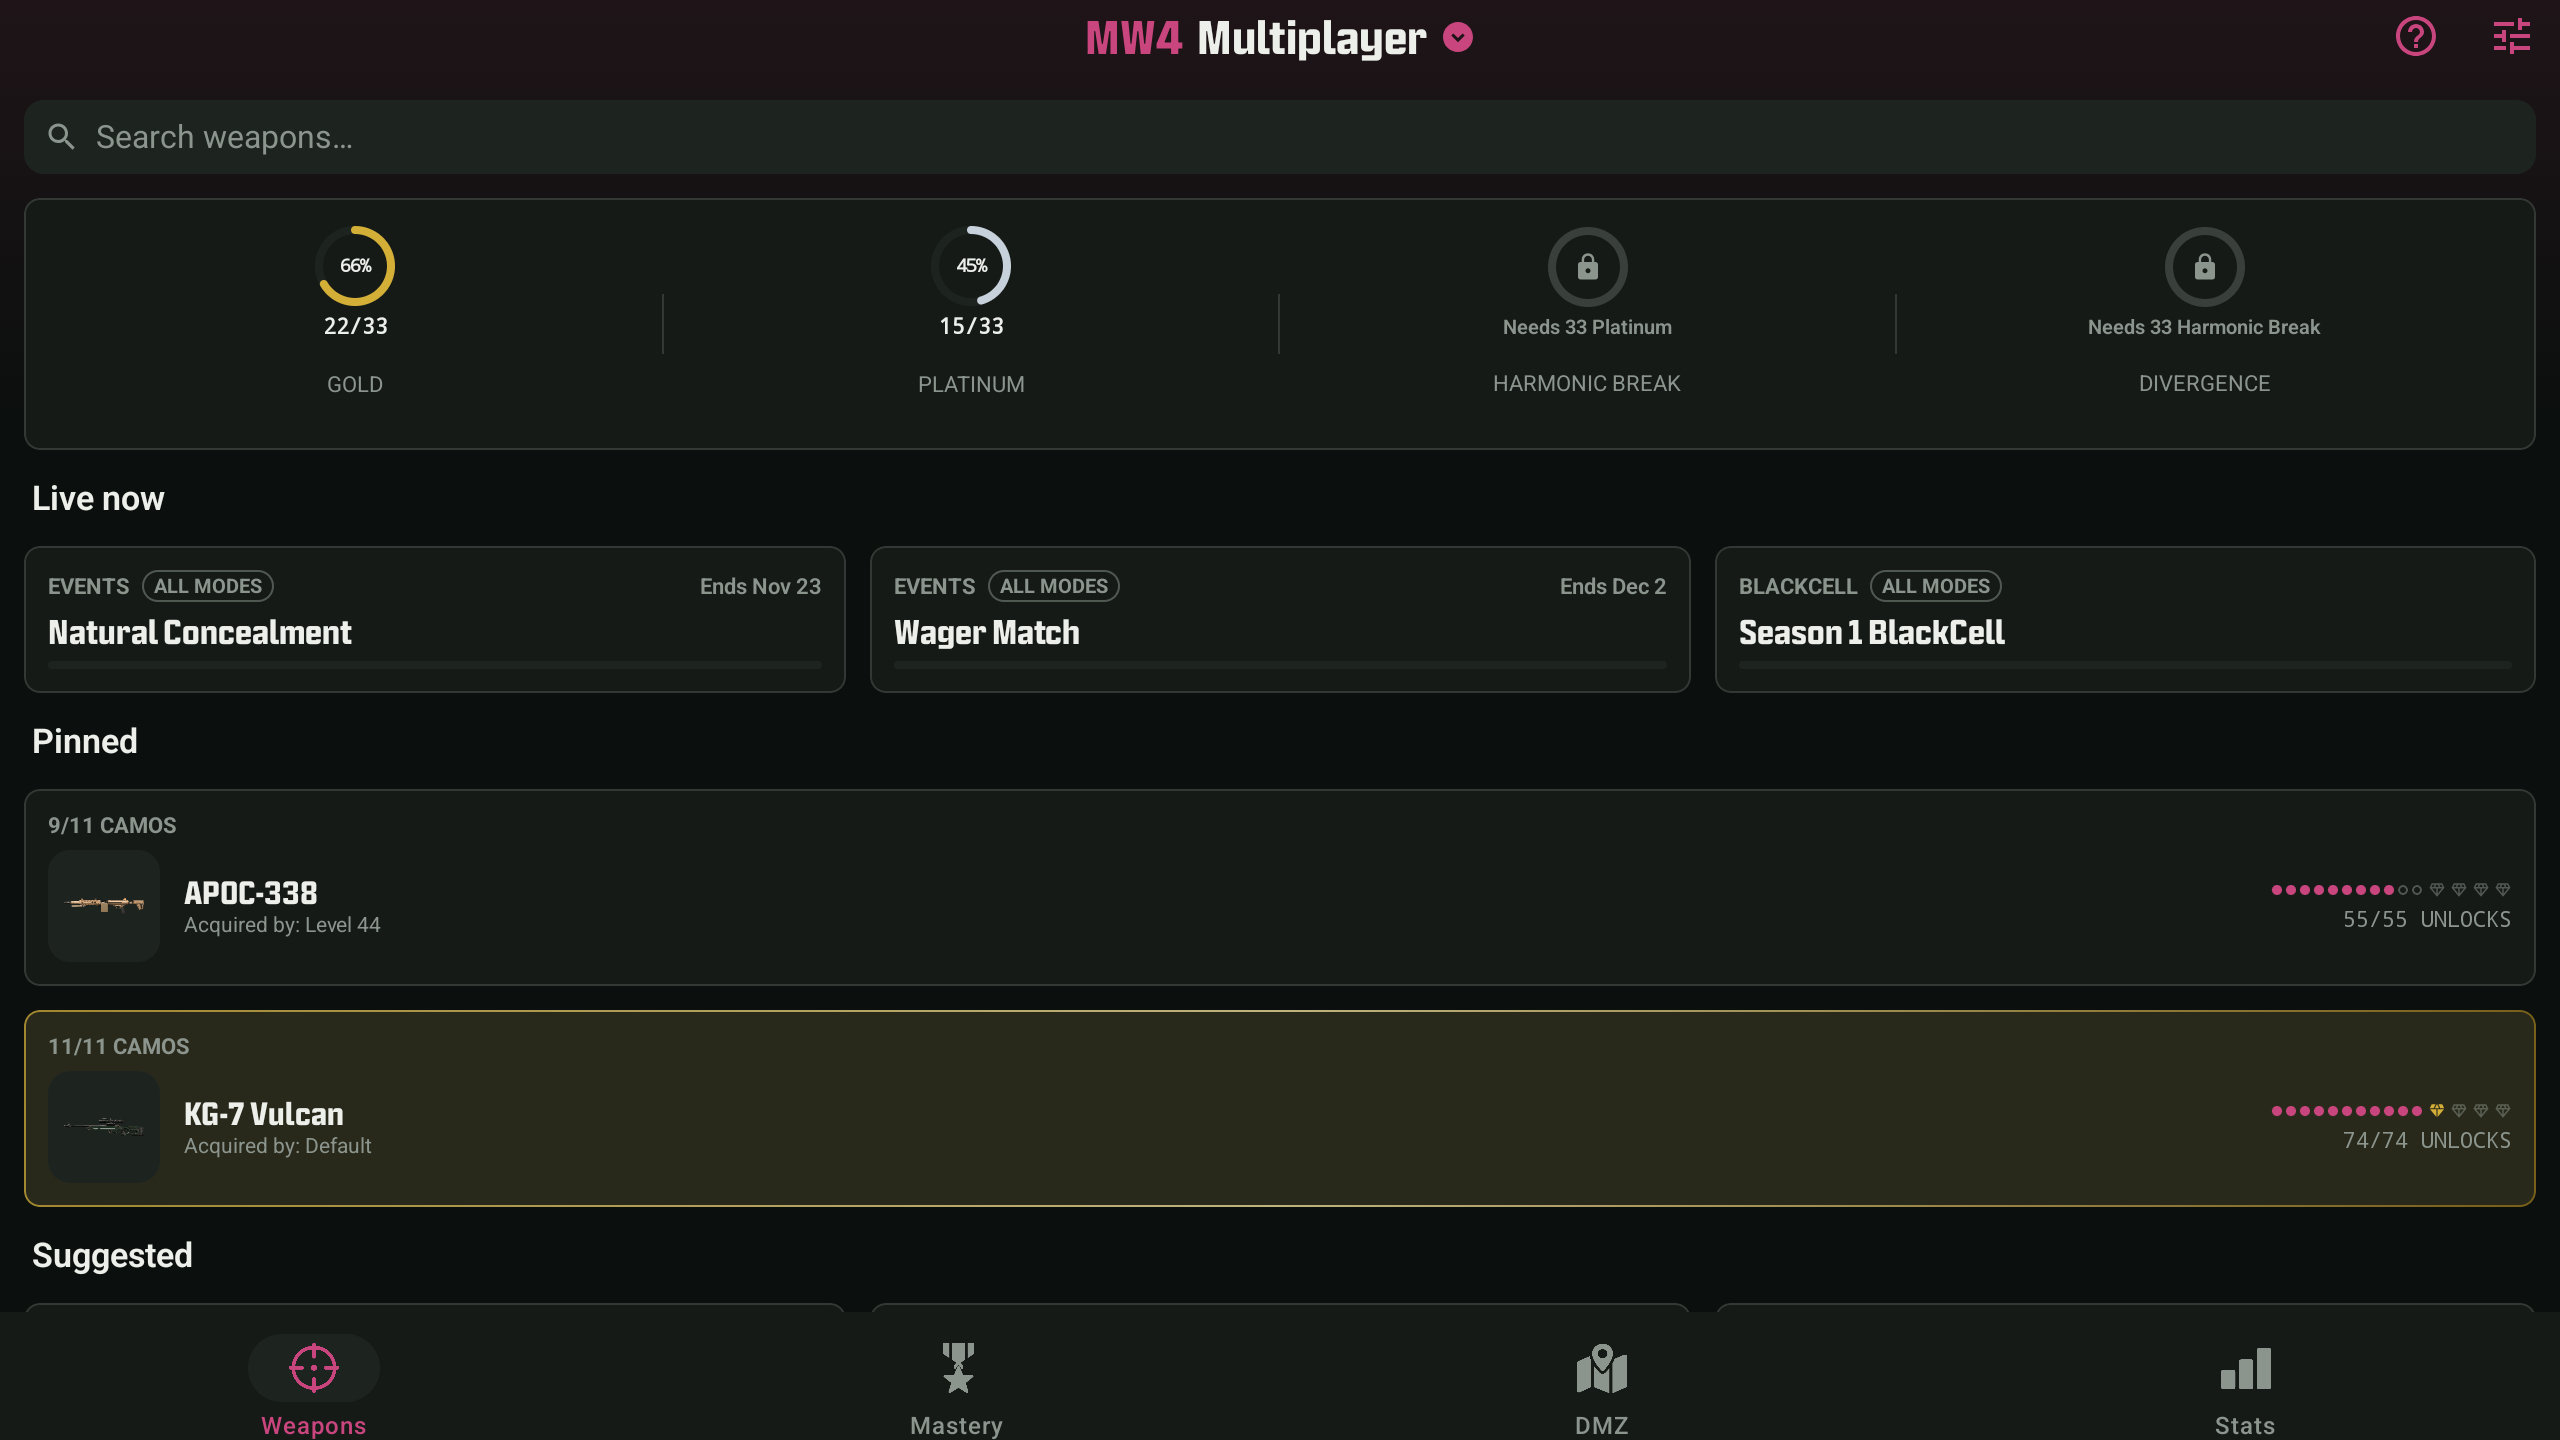 MW4 Multiplayer
Search weapons...
66%
22/33
GOLD
45%
15/33
PLATINUM
Needs 33 Platinum
HARMONIC BREAK
Needs 33 Harmonic Break
DIVERGENCE
Live now
EVENTS ALL MODES Ends Nov 23
Natural Concealment
EVENTS ALL MODES Ends Dec 2
Wager Match
BLACKCELL ALL MODES
Season 1 BlackCell
Pinned
9/11 CAMOS
APOC-338
Acquired by: Level 44
55/55 UNLOCKS
11/11 CAMOS
KG-7 Vulcan
Acquired by: Default
74/74 UNLOCKS
Suggested
Weapons
Mastery
DMZ
Stats